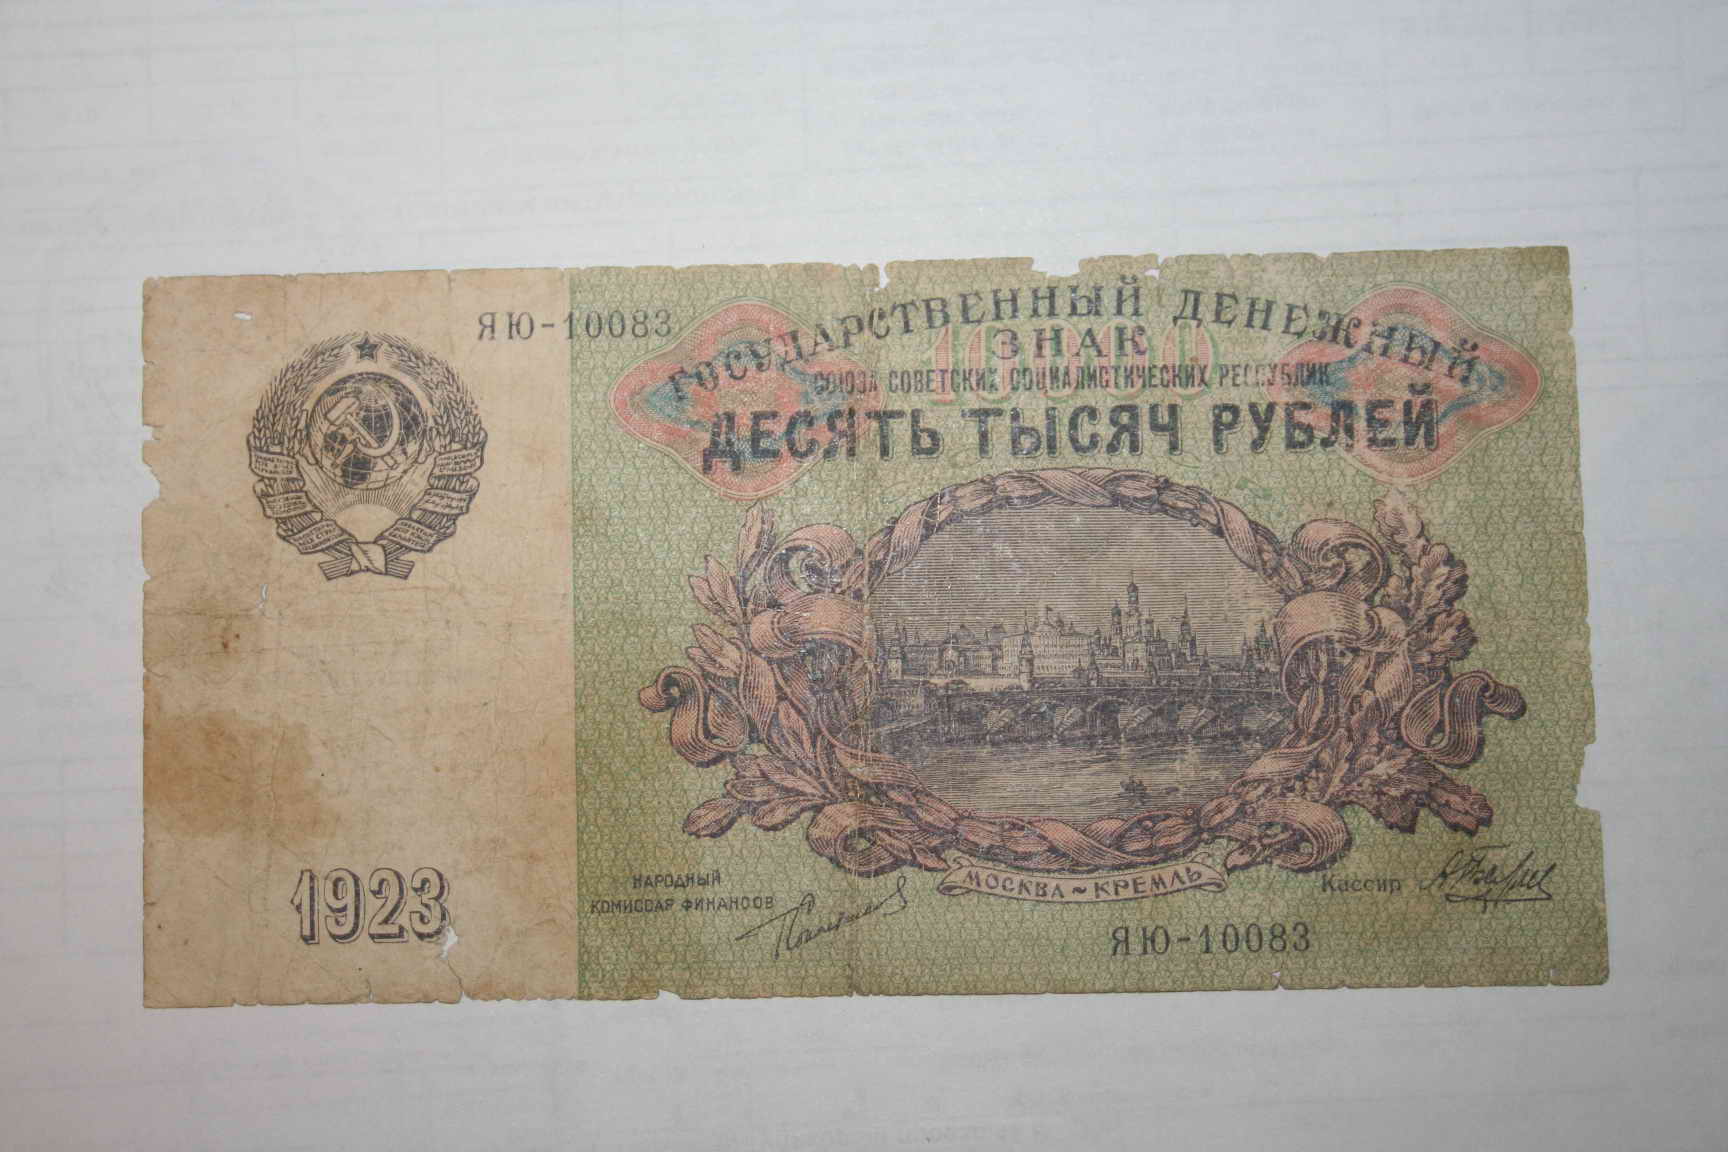 ЯЮ-10083
ГОСУДАРСТВЕННЫЙ ДЕНЕЖНЫЙ
ЗНАК
10000
СОЮЗА СОВЕТСКИХ СОЦИАЛИСТИЧЕСКИХ РЕСПУБЛИК
ДЕСЯТЬ ТЫСЯЧ РУБЛЕЙ
МОСКВА~КРЕМЛЬ
1923
НАРОДНЫЙ
КОМИССАР ФИНАНСОВ
Кассир
ЯЮ-10083